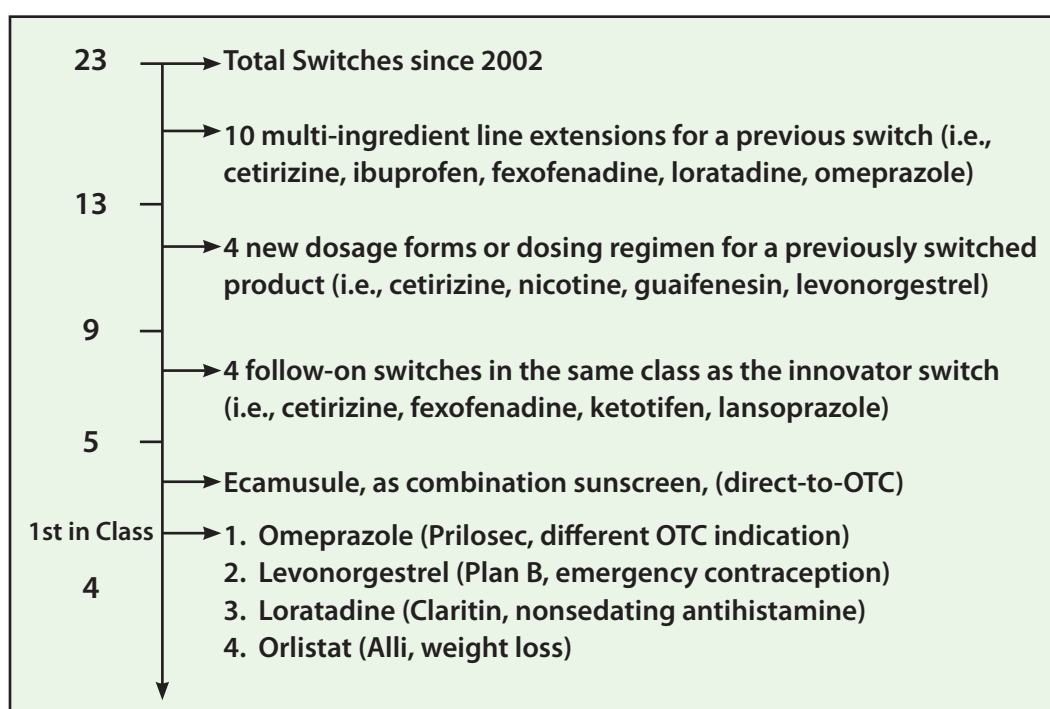 23
Total Switches since 2002
10 multi-ingredient line extensions for a previous switch (i.e.,
cetirizine, ibuprofen, fexofenadine, loratadine, omeprazole)
13
4 new dosage forms or dosing regimen for a previously switched
product (i.e., cetirizine, nicotine, guaifenesin, levonorgestrel)
9
4 follow-on switches in the same class as the innovator switch
(i.e., cetirizine, fexofenadine, ketotifen, lansoprazole)
5
Ecamusule, as combination sunscreen, (direct-to-OTC)
1st in Class
1. Omeprazole (Prilosec, different OTC indication)
2. Levonorgestrel (Plan B, emergency contraception)
4
3. Loratadine (Claritin, nonsedating antihistamine)
4. Orlistat (Alli, weight loss)